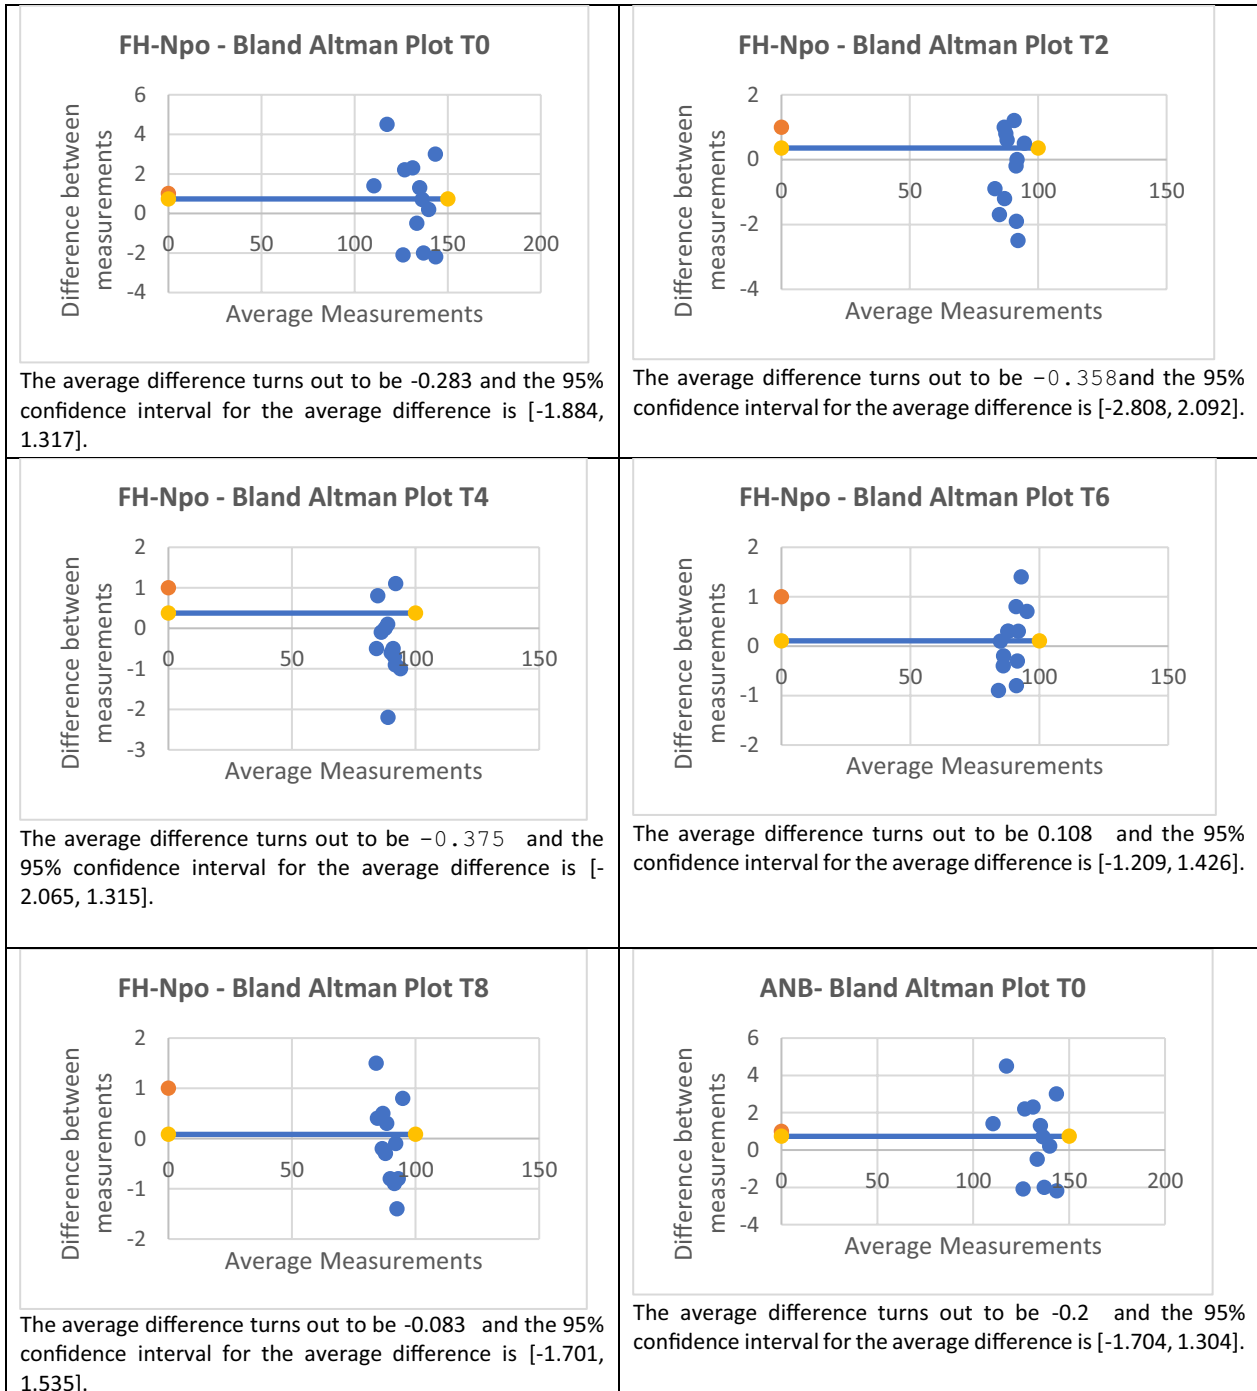 FH-Npo - Bland Altman Plot T0
Difference between
measurements
6
4
2
0
-2
-4
0
50
100
150
200
Average Measurements
The average difference turns out to be -0.283 and the 95%
confidence interval for the average difference is [-1.884,
1.317].
FH-Npo - Bland Altman Plot T2
Difference between
measurements
2
0
-2
-4
0
50
100
150
Average Measurements
The average difference turns out to be -0.358and the 95%
confidence interval for the average difference is [-2.808, 2.092].
FH-Npo - Bland Altman Plot T4
Difference between
measurements
2
1
0
-1
-2
-3
0
50
100
150
Average Measurements
The average difference turns out to be -0.375 and the
95% confidence interval for the average difference is [-
2.065, 1.315].
FH-Npo - Bland Altman Plot T6
Difference between
measurements
2
1
0
-1
-2
0
50
100
150
Average Measurements
The average difference turns out to be 0.108 and the 95%
confidence interval for the average difference is [-1.209, 1.426].
FH-Npo - Bland Altman Plot T8
Difference between
measurements
2
1
0
-1
-2
0
50
100
150
Average Measurements
The average difference turns out to be -0.083 and the 95%
confidence interval for the average difference is [-1.701,
1.535].
ANB- Bland Altman Plot T0
Difference between
measurements
6
4
2
0
-2
-4
0
50
100
150
200
Average Measurements
The average difference turns out to be -0.2 and the 95%
confidence interval for the average difference is [-1.704, 1.304].